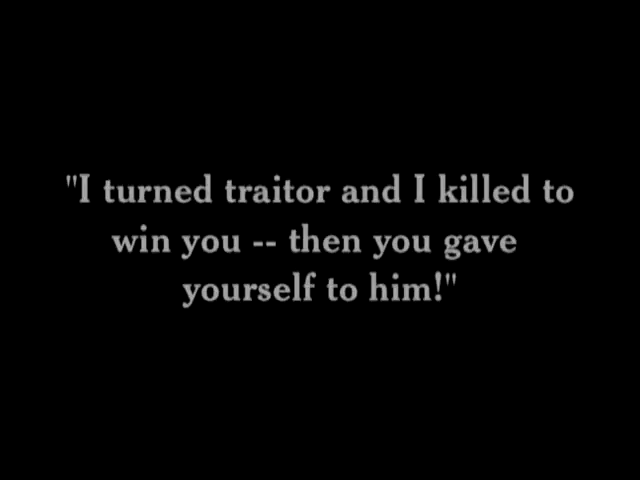 "I turned traitor and I killed to
win you -- then you gave
yourself to him!"